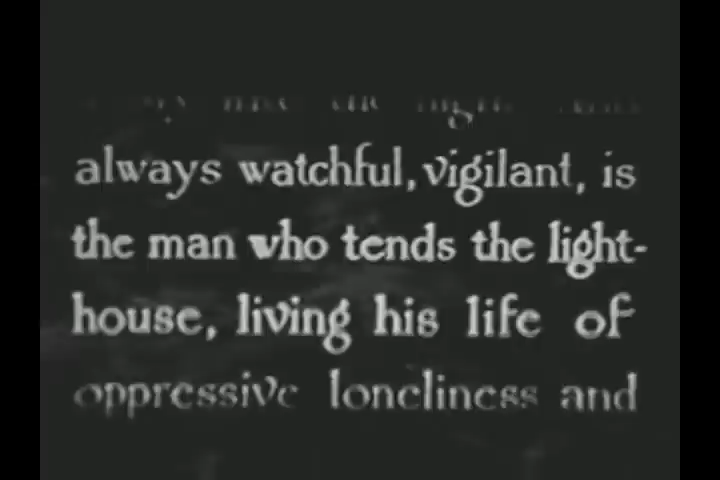 always watchful, vigilant, is
the man who tends the light-
house, living his life of
oppressive loneliness and